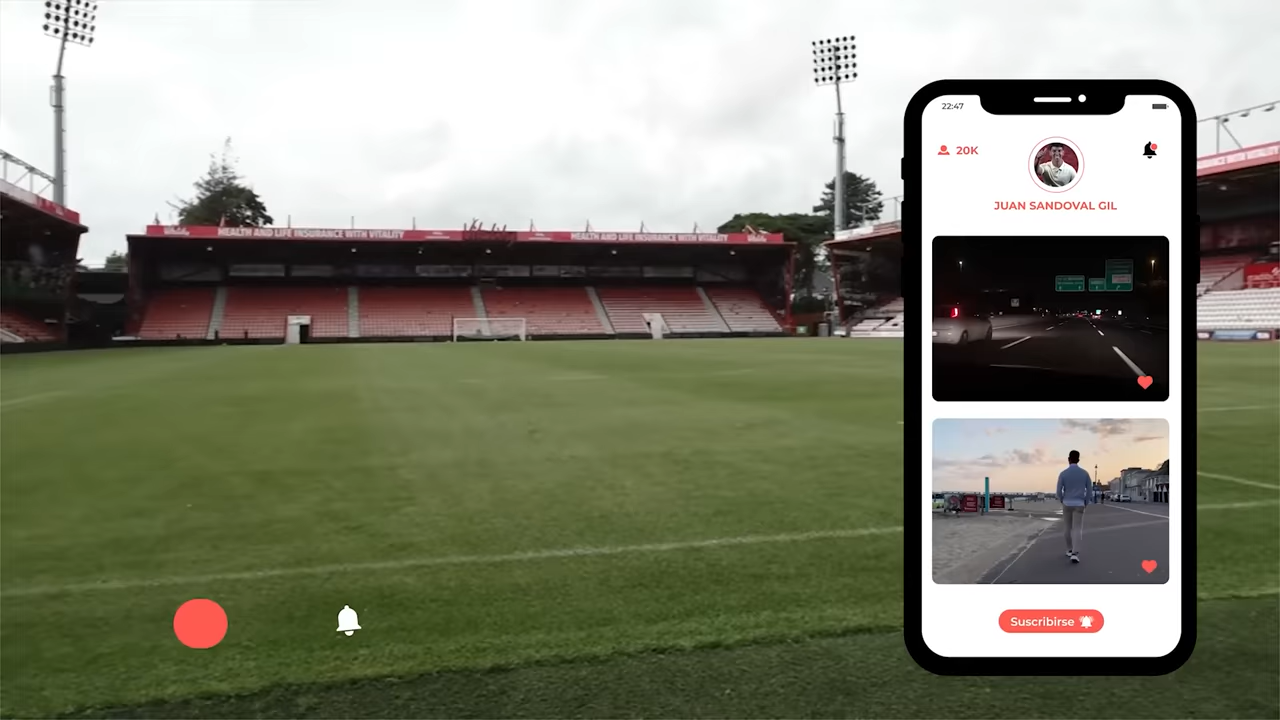 HEALTH AND LIFE INSURANCE WITH VITALITY
Vitality
HEALTH AND LIFE INSURANCE WITH VITALITY
22:47
20K
JUAN SANDOVAL GIL
Suscribirse